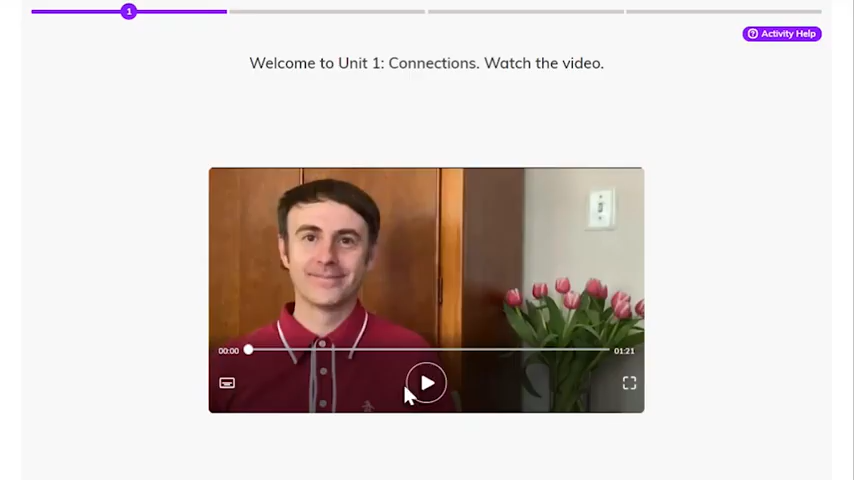 1
Activity Help
Welcome to Unit 1: Connections. Watch the video.
00:00
01:21